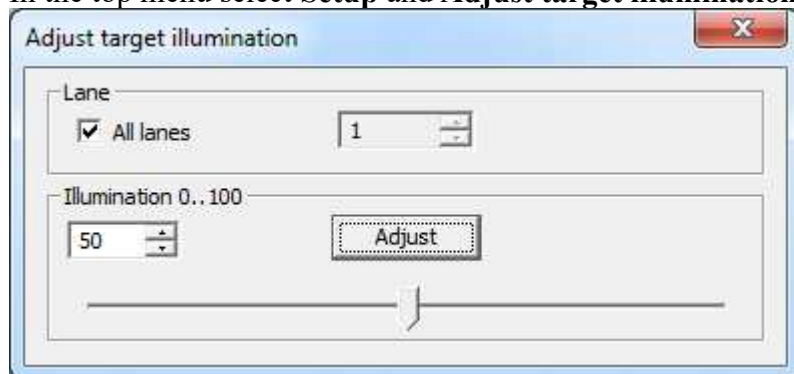 In the top menu select Setup and Adjust target illumination
Adjust target illumination
Lane
All lanes
1
Illumination 0..100
50
Adjust